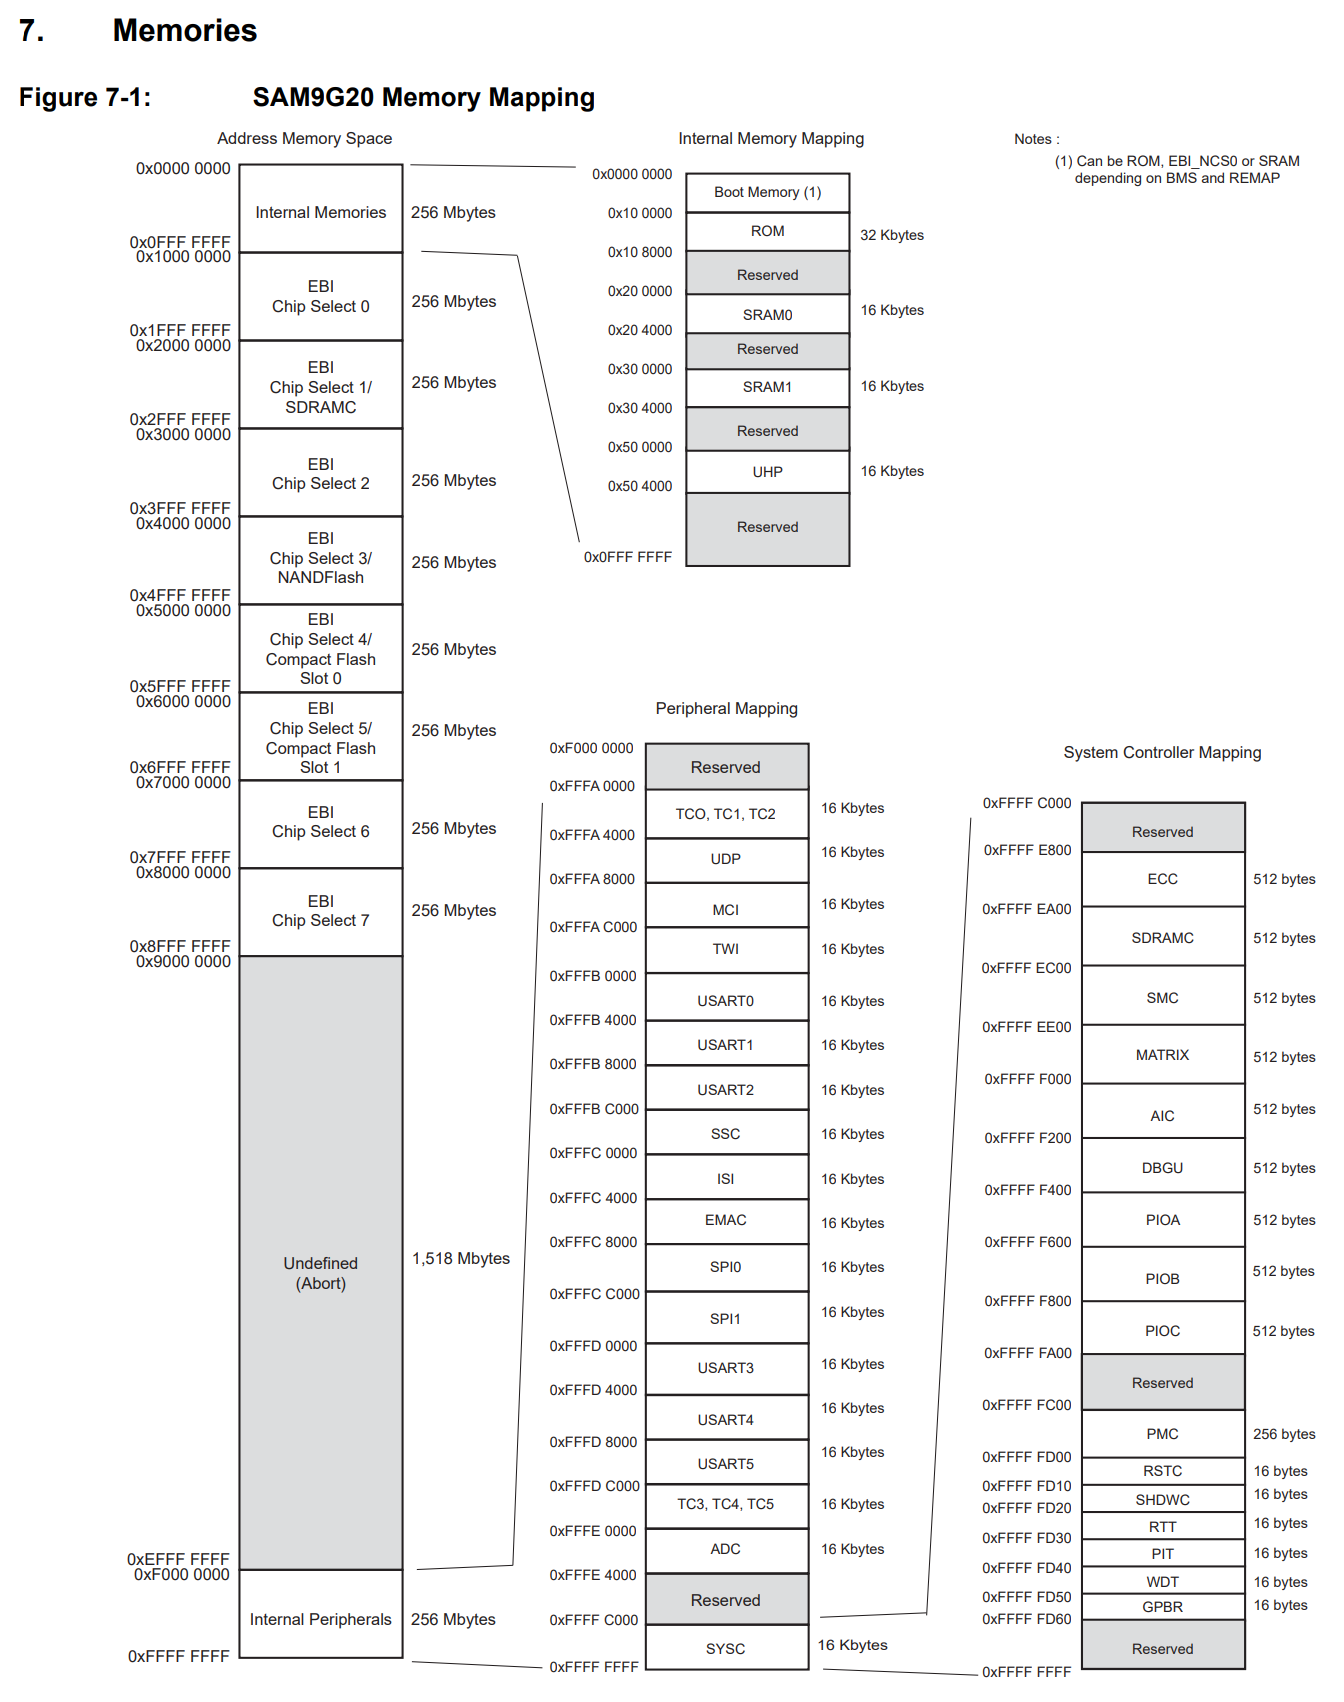 7. Memories
Figure 7-1: SAM9G20 Memory Mapping
Address Memory Space
0x0000 0000
Internal Memories
256 Mbytes
0x0FFF FFFF
0x1000 0000
EBI
Chip Select 0
256 Mbytes
0x1FFF FFFF
0x2000 0000
EBI
Chip Select 1/
SDRAMC
256 Mbytes
0x2FFF FFFF
0x3000 0000
EBI
Chip Select 2
256 Mbytes
0x3FFF FFFF
0x4000 0000
EBI
Chip Select 3/
NANDFlash
256 Mbytes
0x4FFF FFFF
0x5000 0000
EBI
Chip Select 4/
Compact Flash
Slot 0
256 Mbytes
0x5FFF FFFF
0x6000 0000
EBI
Chip Select 5/
Compact Flash
Slot 1
256 Mbytes
0x6FFF FFFF
0x7000 0000
EBI
Chip Select 6
256 Mbytes
0x7FFF FFFF
0x8000 0000
EBI
Chip Select 7
256 Mbytes
0x8FFF FFFF
0x9000 0000
Undefined
(Abort)
1,518 Mbytes
0xEFFF FFFF
0xF000 0000
Internal Peripherals
256 Mbytes
0xFFFF FFFF
Internal Memory Mapping
0x0000 0000
Boot Memory (1)
0x10 0000
ROM
32 Kbytes
0x10 8000
Reserved
0x20 0000
SRAM0
16 Kbytes
0x20 4000
Reserved
0x30 0000
SRAM1
16 Kbytes
0x30 4000
Reserved
0x50 0000
UHP
16 Kbytes
0x50 4000
Reserved
0x0FFF FFFF
Notes :
(1) Can be ROM, EBI_NCS0 or SRAM
depending on BMS and REMAP
Peripheral Mapping
0xF000 0000
Reserved
0xFFFA 0000
TCO, TC1, TC2
16 Kbytes
0xFFFA 4000
UDP
16 Kbytes
0xFFFA 8000
MCI
16 Kbytes
0xFFFA C000
TWI
16 Kbytes
0xFFFB 0000
USART0
16 Kbytes
0xFFFB 4000
USART1
16 Kbytes
0xFFFB 8000
USART2
16 Kbytes
0xFFFB C000
SSC
16 Kbytes
0xFFFC 0000
ISI
16 Kbytes
0xFFFC 4000
EMAC
16 Kbytes
0xFFFC 8000
SPI0
16 Kbytes
0xFFFC C000
SPI1
16 Kbytes
0xFFFD 0000
USART3
16 Kbytes
0xFFFD 4000
USART4
16 Kbytes
0xFFFD 8000
USART5
16 Kbytes
0xFFFD C000
TC3, TC4, TC5
16 Kbytes
0xFFFE 0000
ADC
16 Kbytes
0xFFFE 4000
Reserved
0xFFFF C000
SYSC
16 Kbytes
0xFFFF FFFF
System Controller Mapping
0xFFFF C000
Reserved
0xFFFF E800
ECC
512 bytes
0xFFFF EA00
SDRAMC
512 bytes
0xFFFF EC00
SMC
512 bytes
0xFFFF EE00
MATRIX
512 bytes
0xFFFF F000
AIC
512 bytes
0xFFFF F200
DBGU
512 bytes
0xFFFF F400
PIOA
512 bytes
0xFFFF F600
PIOB
512 bytes
0xFFFF F800
PIOC
512 bytes
0xFFFF FA00
Reserved
0xFFFF FC00
PMC
256 bytes
0xFFFF FD00
RSTC
16 bytes
0xFFFF FD10
SHDWC
16 bytes
0xFFFF FD20
RTT
16 bytes
0xFFFF FD30
PIT
16 bytes
0xFFFF FD40
WDT
16 bytes
0xFFFF FD50
GPBR
16 bytes
0xFFFF FD60
Reserved
0xFFFF FFFF